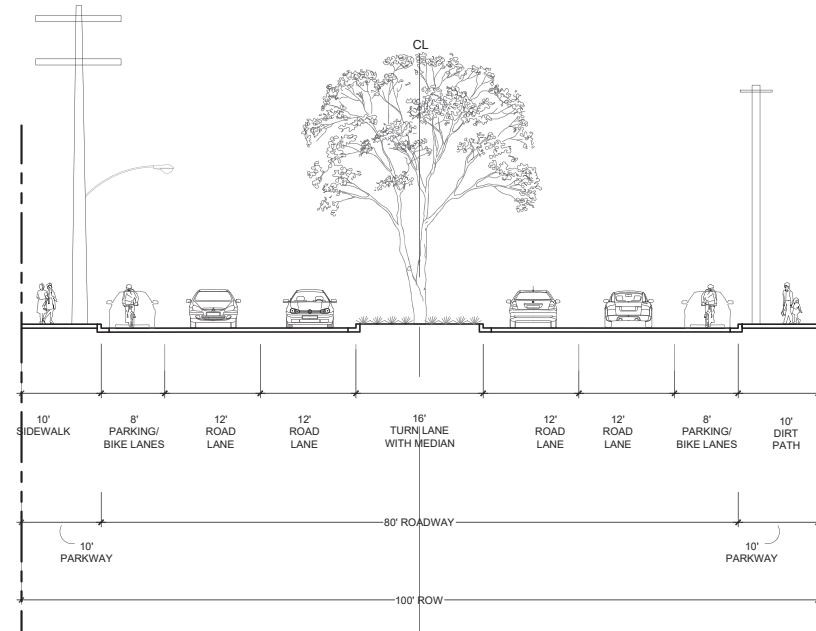 CL
10'
SIDEWALK
8'
PARKING/
BIKE LANES
12'
ROAD
LANE
12'
ROAD
LANE
16'
TURN LANE
WITH MEDIAN
12'
ROAD
LANE
12'
ROAD
LANE
8'
PARKING/
BIKE LANES
10'
DIRT
PATH
80' ROADWAY
10'
PARKWAY
10'
PARKWAY
100' ROW